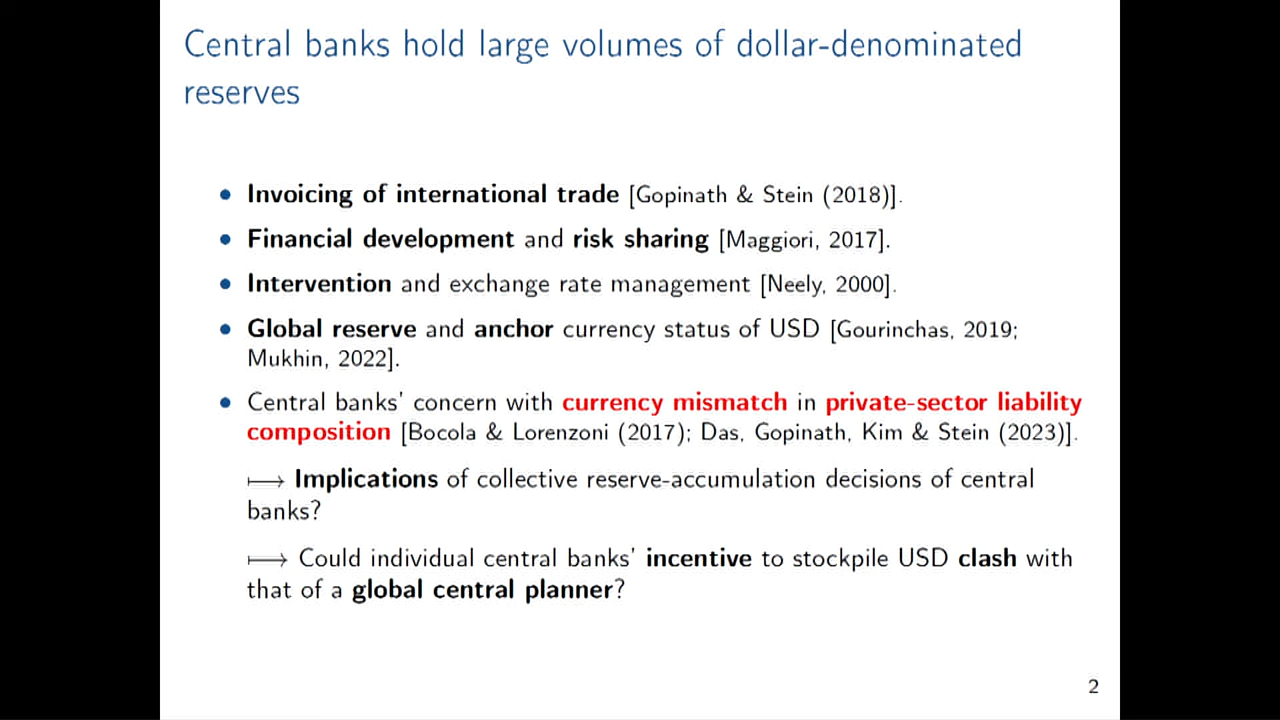 Central banks hold large volumes of dollar-denominated
reserves
• Invoicing of international trade [Gopinath & Stein (2018)].
• Financial development and risk sharing [Maggiori, 2017].
• Intervention and exchange rate management [Neely, 2000].
• Global reserve and anchor currency status of USD [Gourinchas, 2019;
Mukhin, 2022].
• Central banks' concern with currency mismatch in private-sector liability
composition [Bocola & Lorenzoni (2017); Das, Gopinath, Kim & Stein (2023)].
⟼ Implications of collective reserve-accumulation decisions of central
banks?
⟼ Could individual central banks' incentive to stockpile USD clash with
that of a global central planner?
2